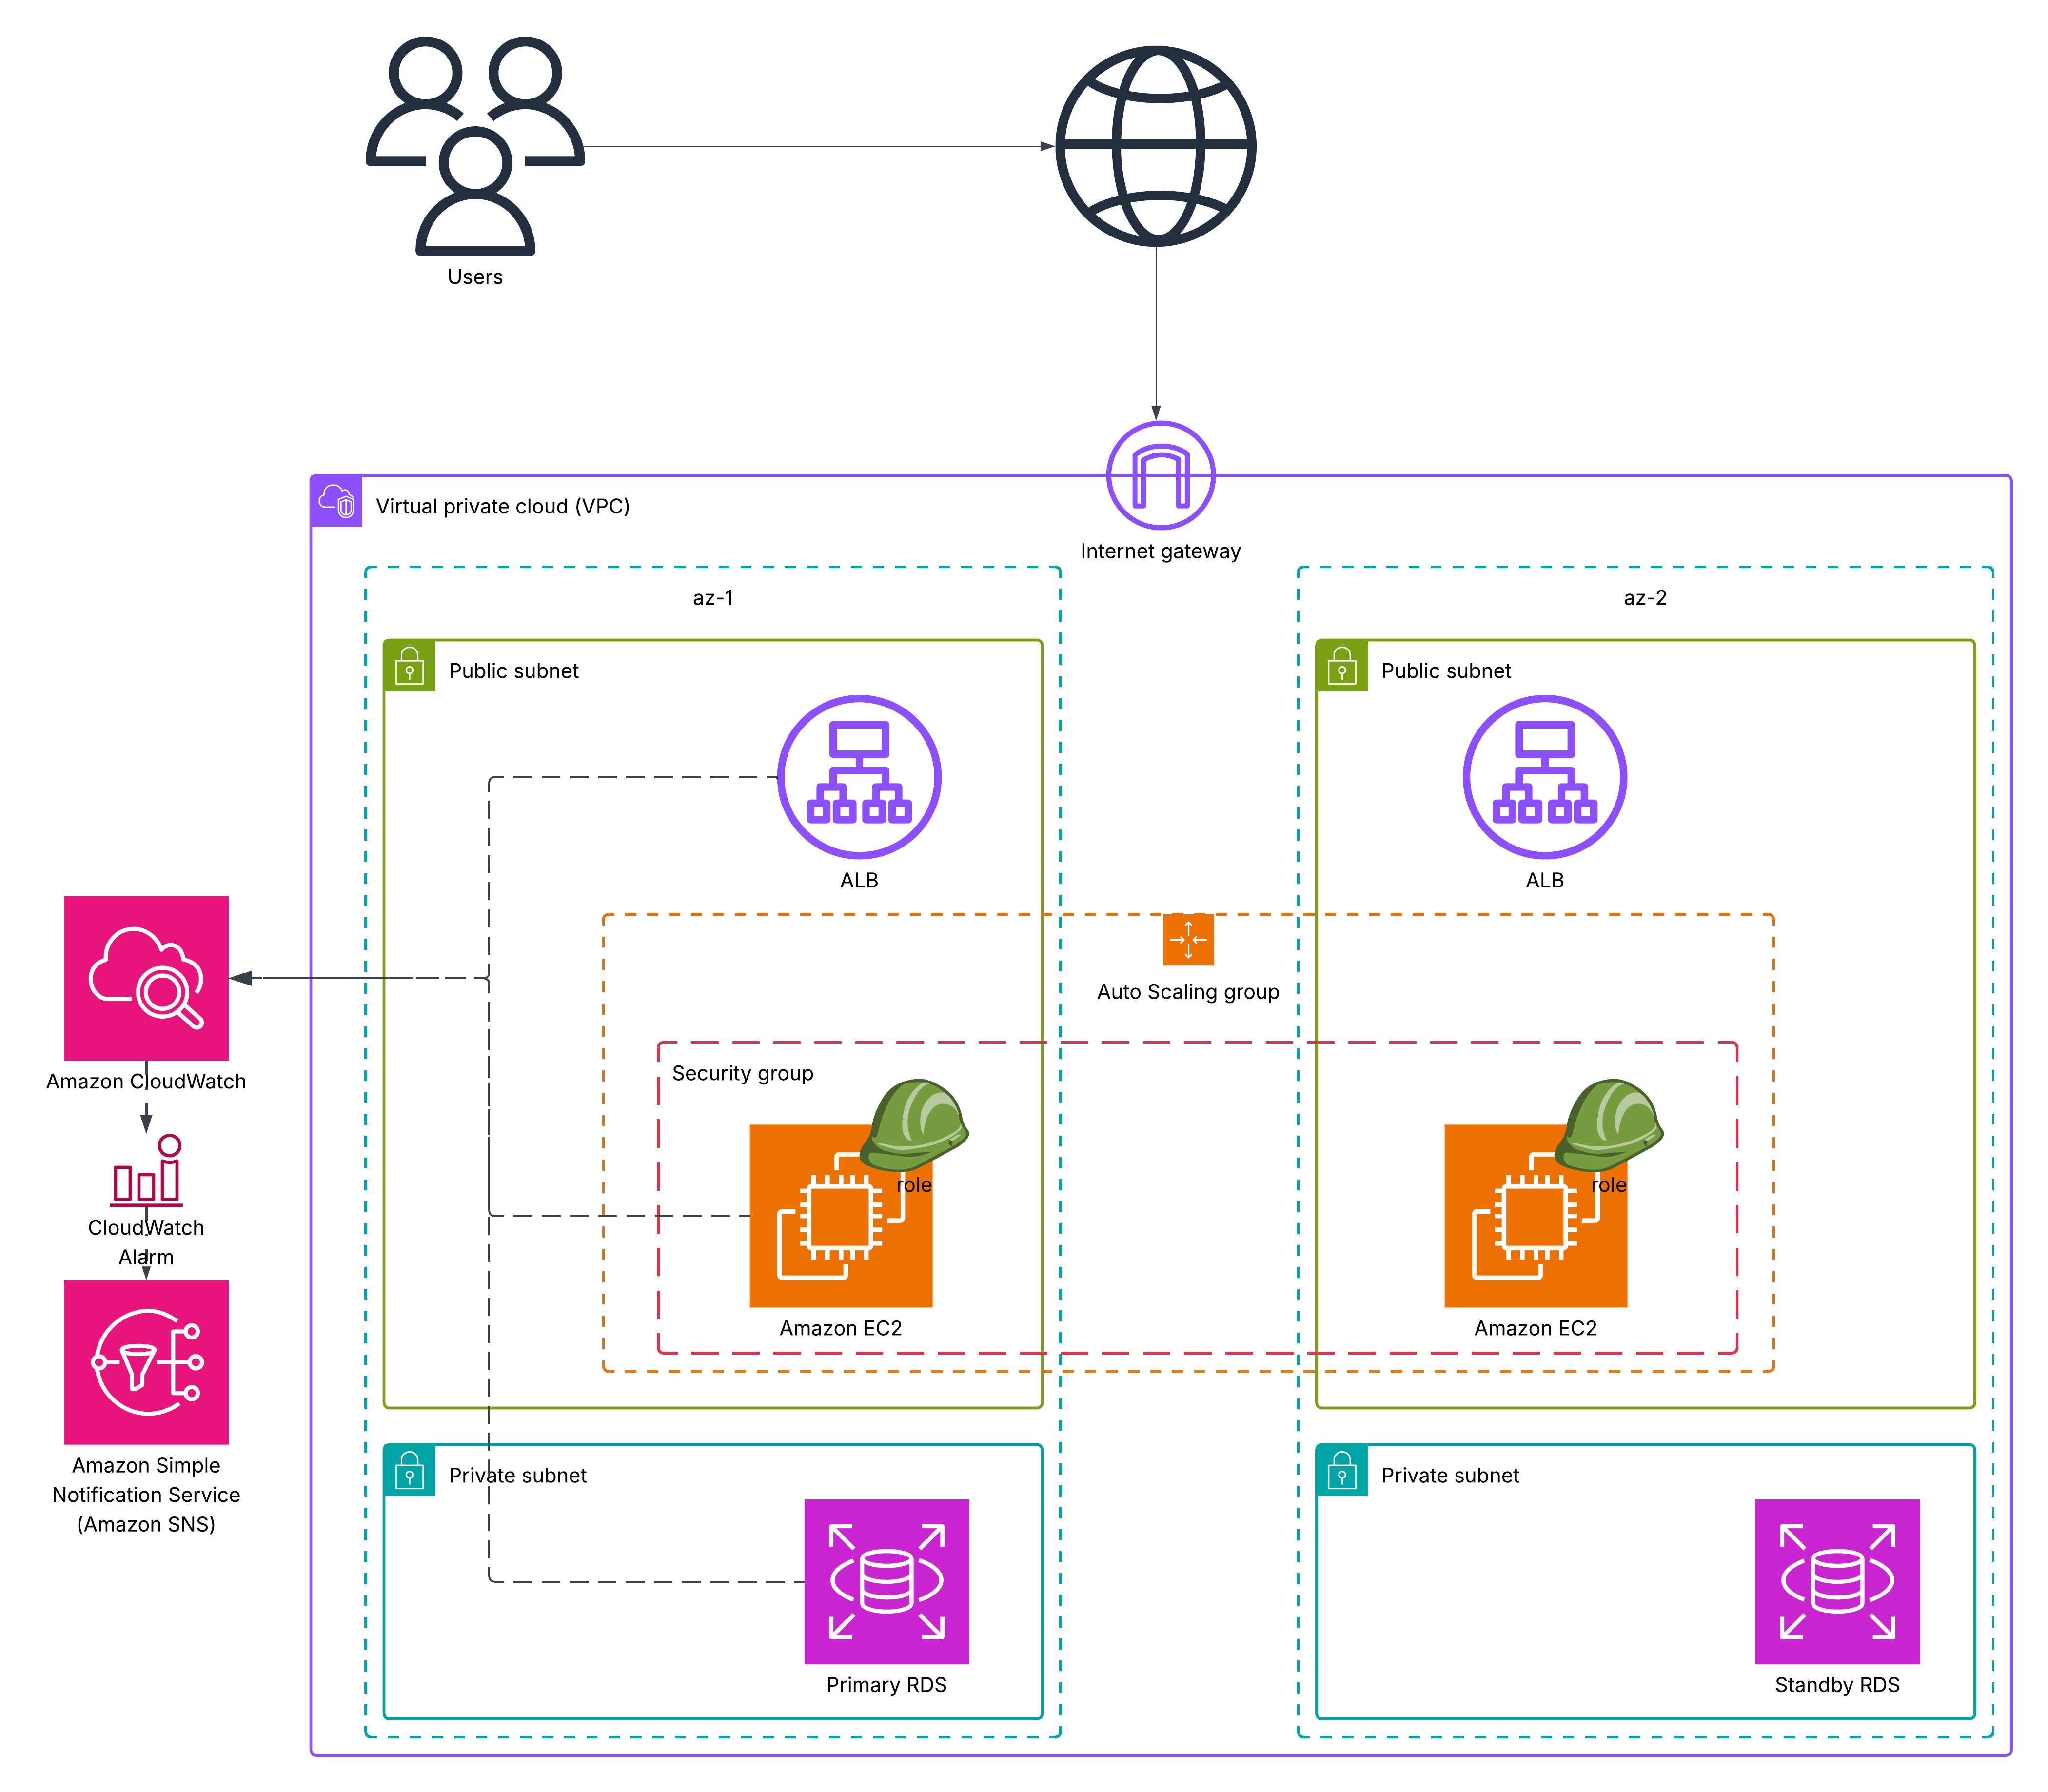 Users
Virtual private cloud (VPC)
Internet gateway
az-1
az-2
Public subnet
Public subnet
ALB
ALB
Auto Scaling group
Security group
Amazon CloudWatch
role
role
CloudWatch
Alarm
Amazon EC2
Amazon EC2
Amazon Simple
Notification Service
(Amazon SNS)
Private subnet
Private subnet
Primary RDS
Standby RDS